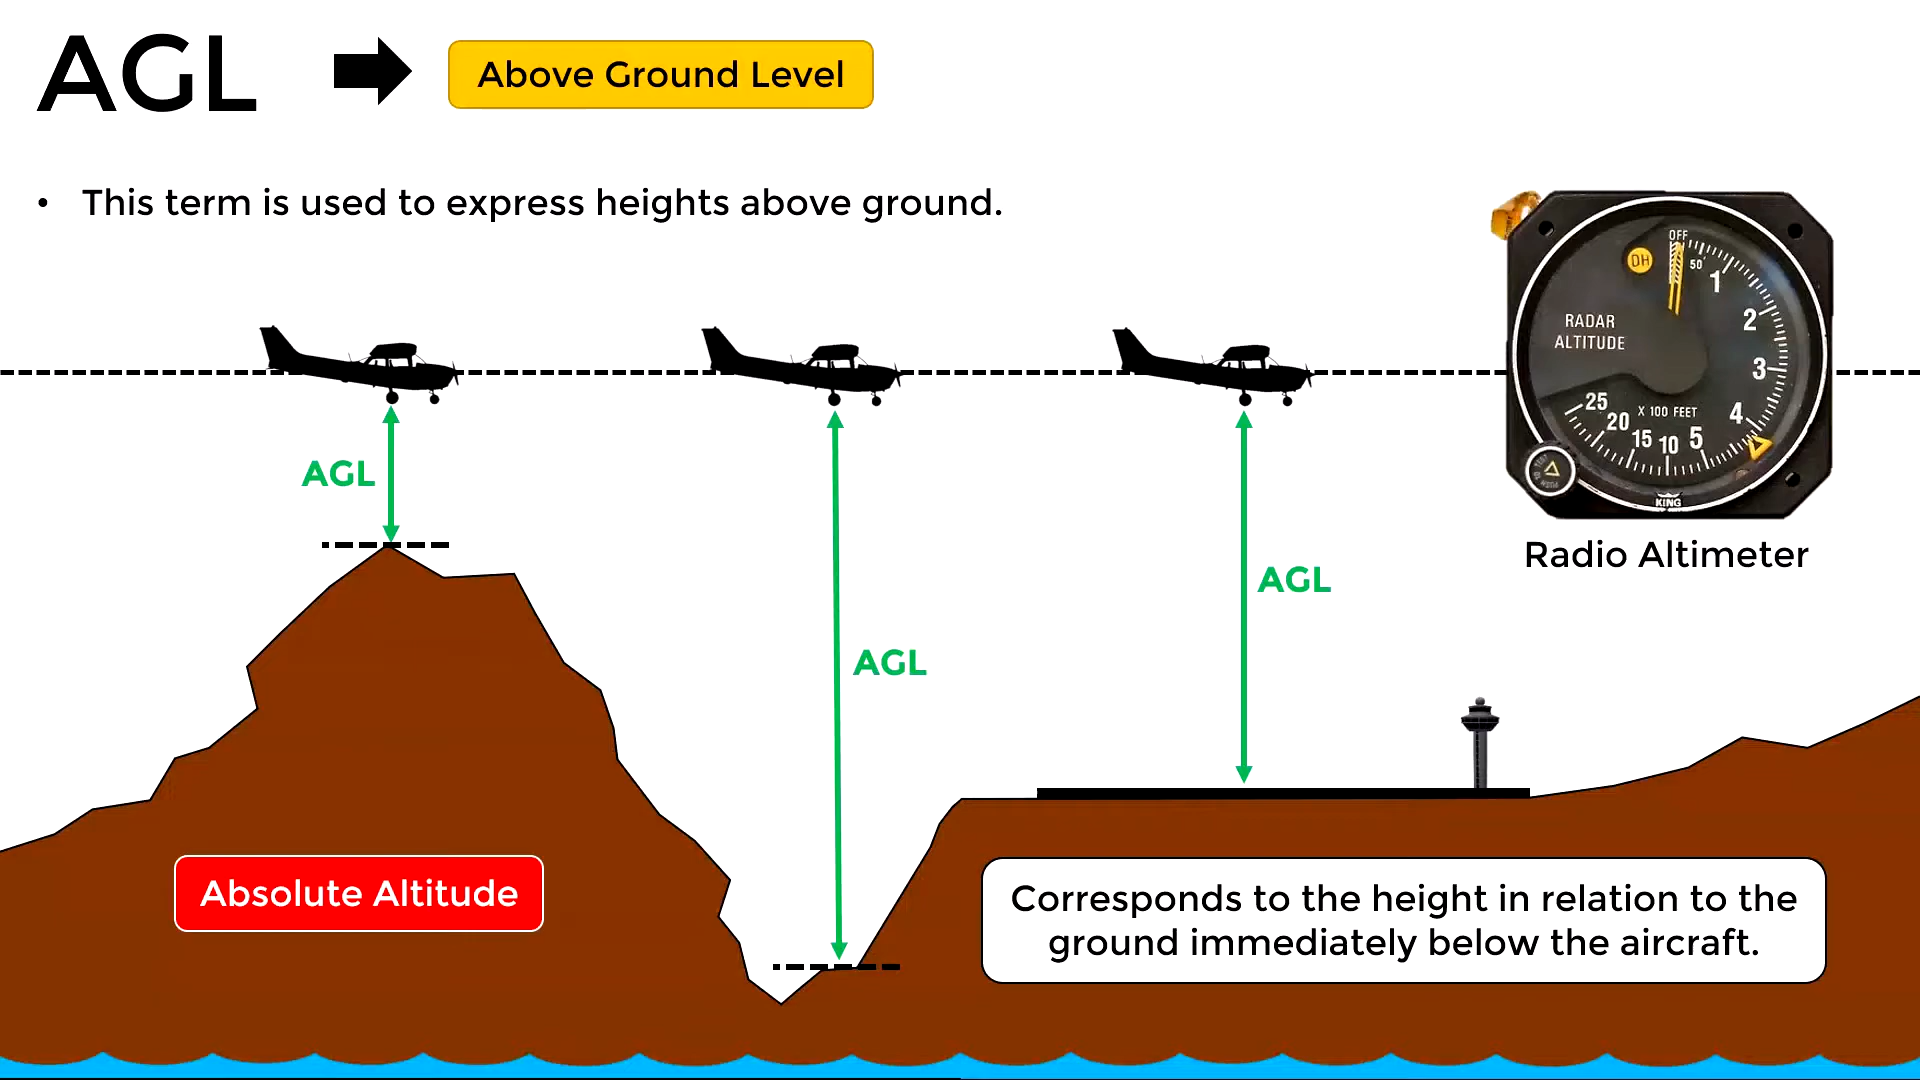 AGL
Above Ground Level
• This term is used to express heights above ground.
OFF
DH
50'
1
2
3
4
5
10
15
20
25
RADAR
ALTITUDE
X 100 FEET
KING
Radio Altimeter
AGL
AGL
AGL
Absolute Altitude
Corresponds to the height in relation to the
ground immediately below the aircraft.